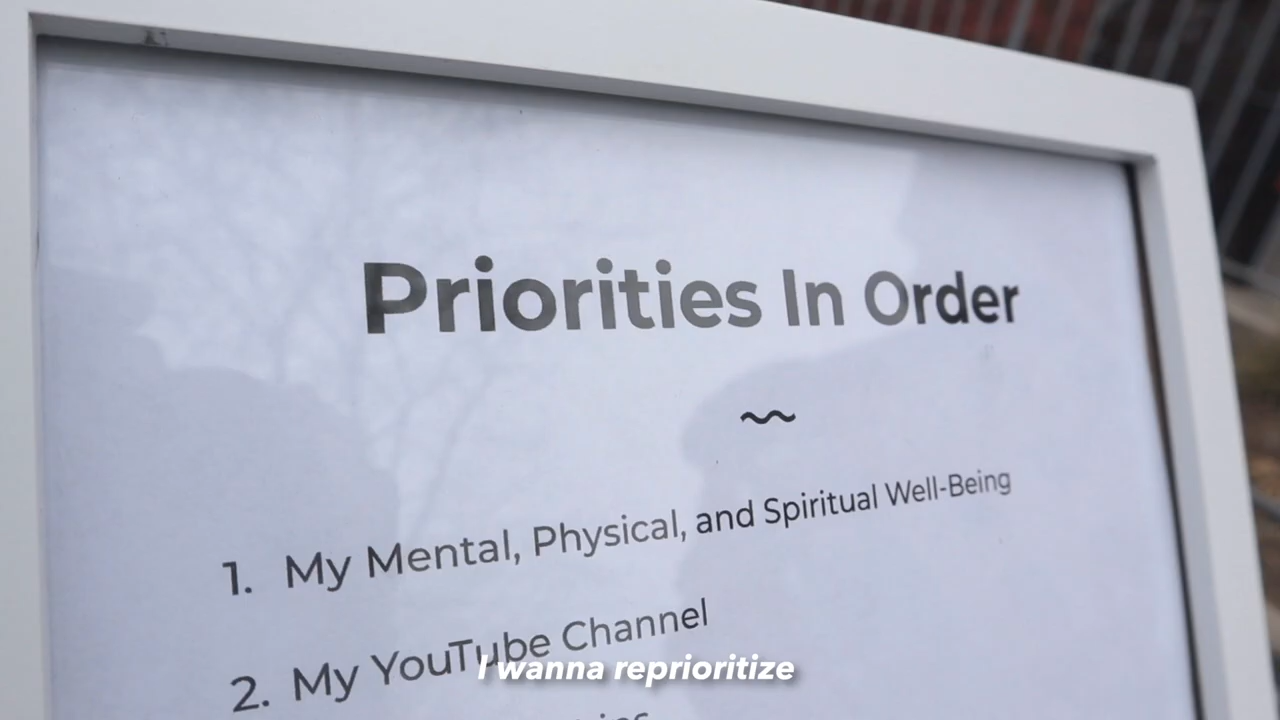 Priorities In Order
1. My Mental, Physical, and Spiritual Well-Being
2. My YouTube Channel
I wanna reprioritize